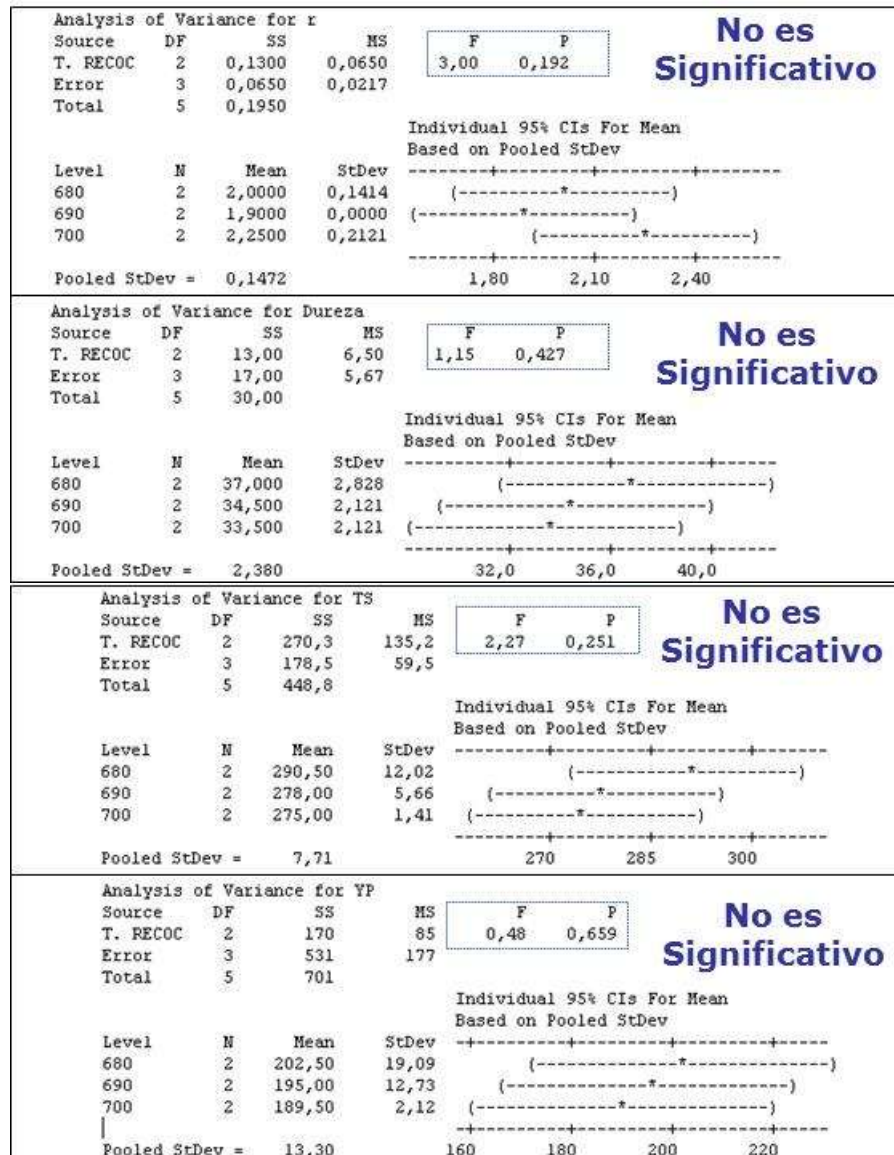 Analysis of Variance for r
Source DF SS MS F P
T. RECOC 2 0,1300 0,0650 3,00 0,192
Error 3 0,0650 0,0217
Total 5 0,1950
No es
Significativo
Individual 95% CIs For Mean
Based on Pooled StDev
Level N Mean StDev ---------+---------+---------+--------
680 2 2,0000 0,1414 (----------*----------)
690 2 1,9000 0,0000 (----------*----------)
700 2 2,2500 0,2121 (----------*----------)
---------+---------+---------+--------
Pooled StDev = 0,1472 1,80 2,10 2,40
Analysis of Variance for Dureza
Source DF SS MS F P
T. RECOC 2 13,00 6,50 1,15 0,427
Error 3 17,00 5,67
Total 5 30,00
No es
Significativo
Individual 95% CIs For Mean
Based on Pooled StDev
Level N Mean StDev ----------+---------+---------+------
680 2 37,000 2,828 (------------*-------------)
690 2 34,500 2,121 (------------*-------------)
700 2 33,500 2,121 (-------------*------------)
----------+---------+---------+------
Pooled StDev = 2,380 32,0 36,0 40,0
Analysis of Variance for TS
Source DF SS MS F P
T. RECOC 2 270,3 135,2 2,27 0,251
Error 3 178,5 59,5
Total 5 448,8
No es
Significativo
Individual 95% CIs For Mean
Based on Pooled StDev
Level N Mean StDev ---------+---------+---------+-------
680 2 290,50 12,02 (-----------*----------)
690 2 278,00 5,66 (----------*-----------)
700 2 275,00 1,41 (----------*-----------)
---------+---------+---------+-------
Pooled StDev = 7,71 270 285 300
Analysis of Variance for YP
Source DF SS MS F P
T. RECOC 2 170 85 0,48 0,659
Error 3 531 177
Total 5 701
No es
Significativo
Individual 95% CIs For Mean
Based on Pooled StDev
Level N Mean StDev -+---------+---------+---------+-----
680 2 202,50 19,09 (--------------*--------------)
690 2 195,00 12,73 (--------------*-------------)
700 2 189,50 2,12 (--------------*--------------)
-+---------+---------+---------+-----
Pooled StDev = 13,30 160 180 200 220